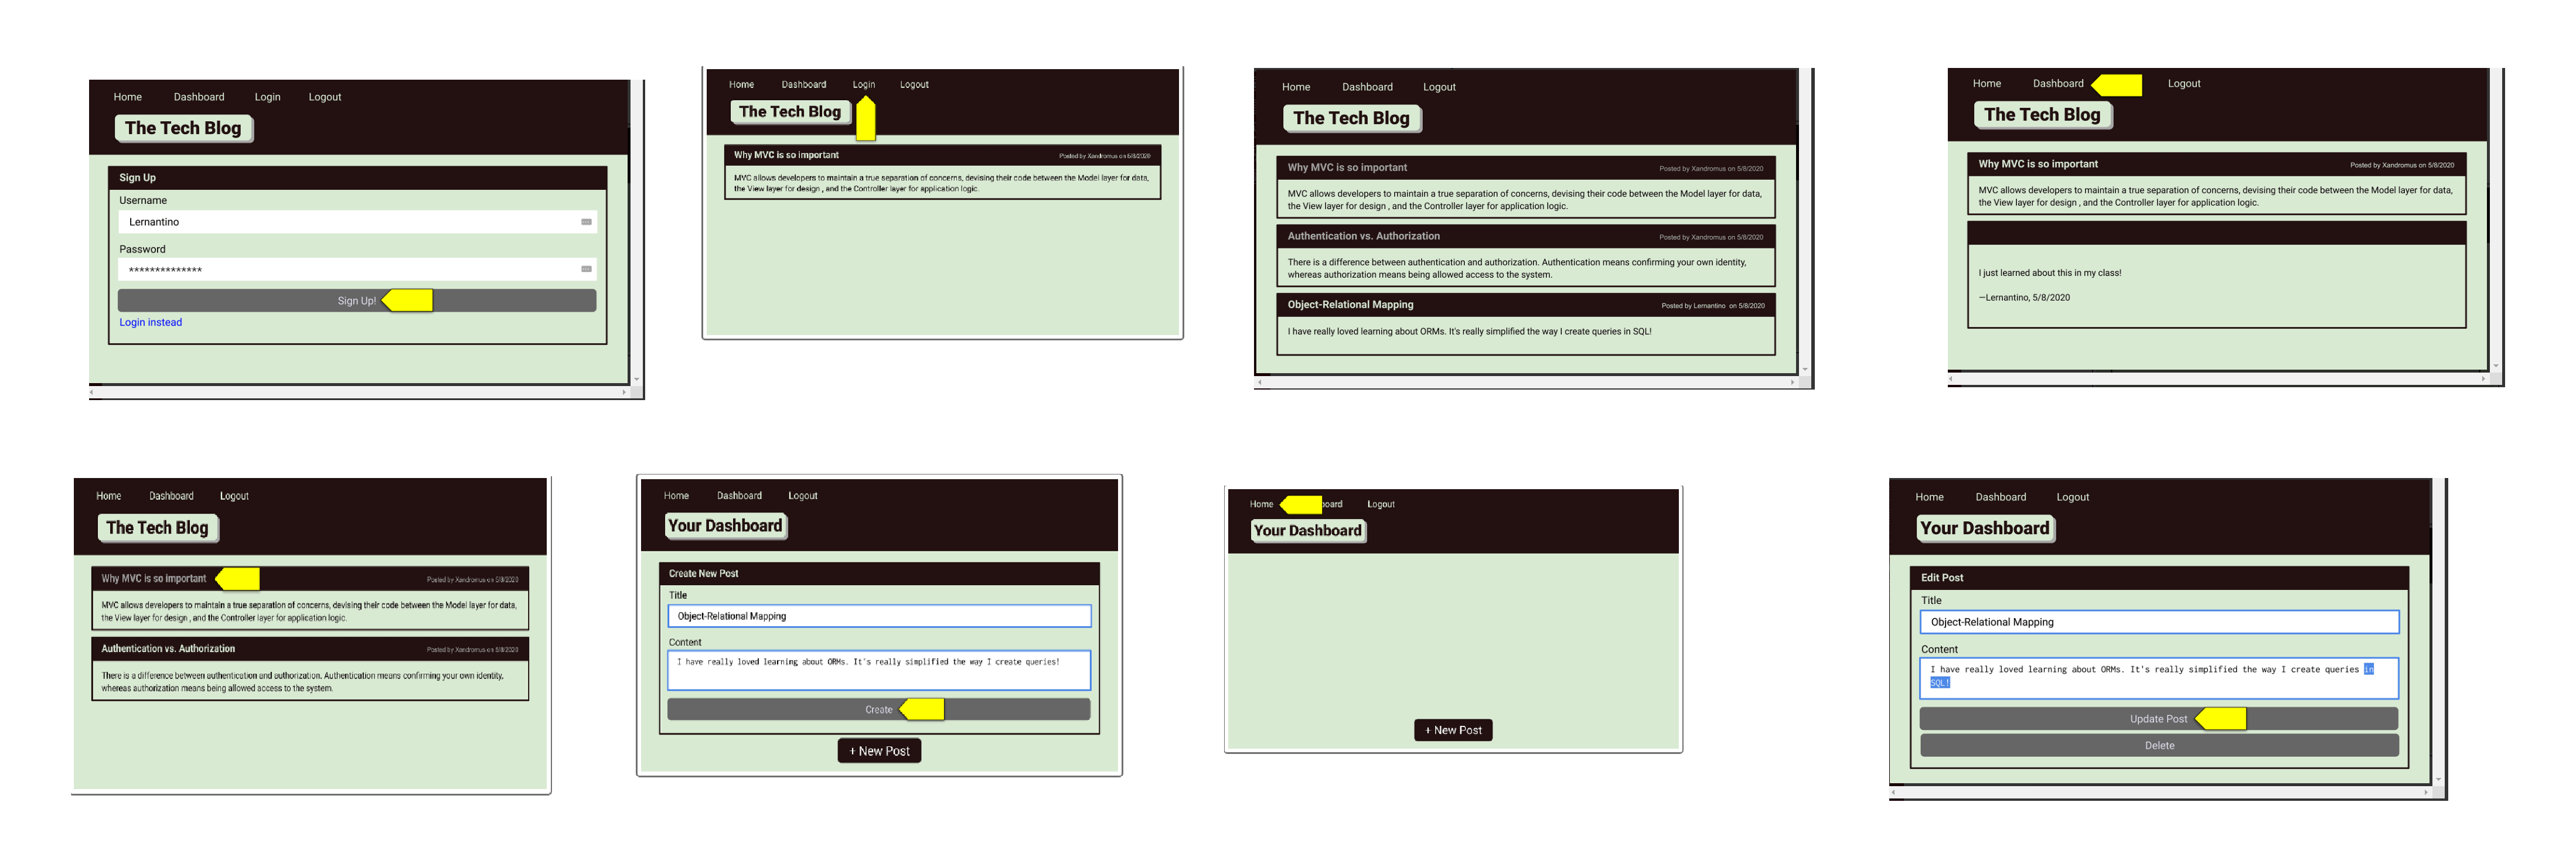 Home Dashboard Login Logout
The Tech Blog
Sign Up
Username
Lernantino
Password
**************
Sign Up!
Login instead
Home Dashboard Login Logout
The Tech Blog
Why MVC is so important Posted by Xandromus on 5/8/2020
MVC allows developers to maintain a true separation of concerns, devising their code between the Model layer for data,
the View layer for design , and the Controller layer for application logic.
Home Dashboard Logout
The Tech Blog
Why MVC is so important Posted by Xandromus on 5/8/2020
MVC allows developers to maintain a true separation of concerns, devising their code between the Model layer for data,
the View layer for design , and the Controller layer for application logic.
Authentication vs. Authorization Posted by Xandromus on 5/8/2020
There is a difference between authentication and authorization. Authentication means confirming your own identity,
whereas authorization means being allowed access to the system.
Object-Relational Mapping Posted by Lernantino on 5/8/2020
I have really loved learning about ORMs. It's really simplified the way I create queries in SQL!
Home Dashboard Logout
The Tech Blog
Why MVC is so important Posted by Xandromus on 5/8/2020
MVC allows developers to maintain a true separation of concerns, devising their code between the Model layer for data,
the View layer for design , and the Controller layer for application logic.
I just learned about this in my class!
—Lernantino, 5/8/2020
Home Dashboard Logout
The Tech Blog
Why MVC is so important Posted by Xandromus on 5/8/2020
MVC allows developers to maintain a true separation of concerns, devising their code between the Model layer for data,
the View layer for design , and the Controller layer for application logic.
Authentication vs. Authorization Posted by Xandromus on 5/8/2020
There is a difference between authentication and authorization. Authentication means confirming your own identity,
whereas authorization means being allowed access to the system.
Home Dashboard Logout
Your Dashboard
Create New Post
Title
Object-Relational Mapping
Content
I have really loved learning about ORMs. It's really simplified the way I create queries!
Create
+ New Post
Home board Logout
Your Dashboard
+ New Post
Home Dashboard Logout
Your Dashboard
Edit Post
Title
Object-Relational Mapping
Content
I have really loved learning about ORMs. It's really simplified the way I create queries in
SQL!
Update Post
Delete